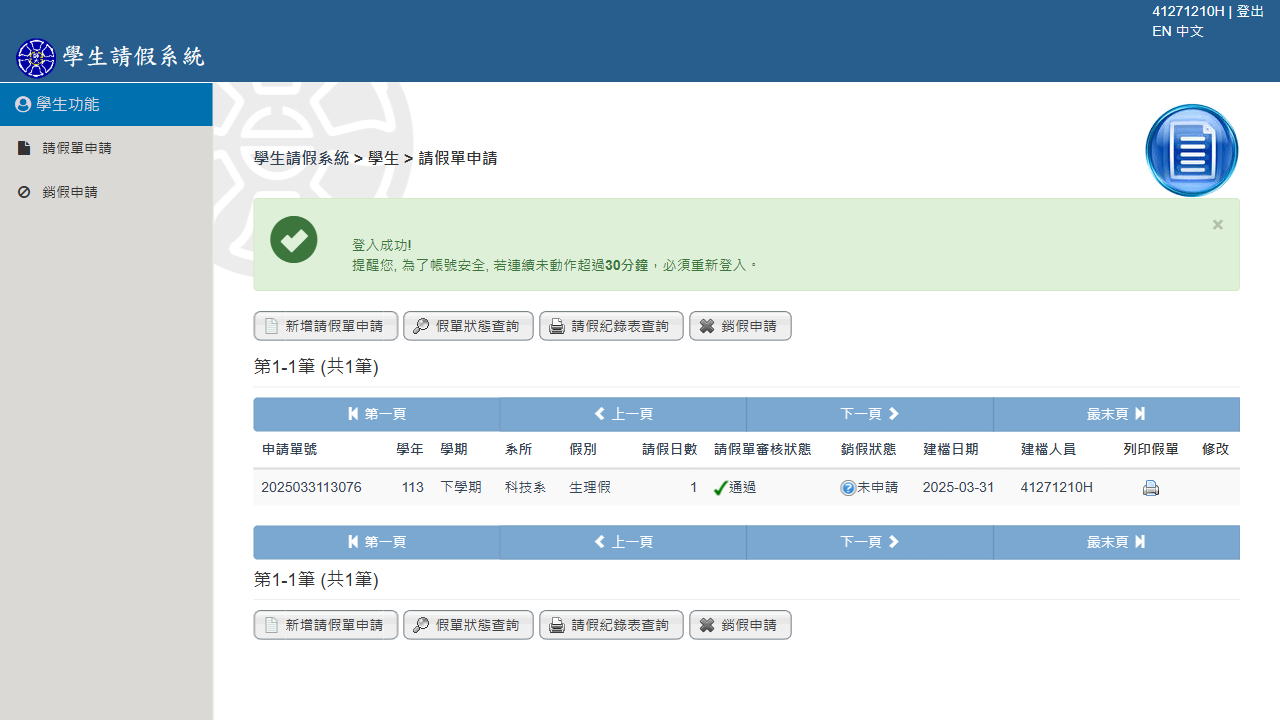 41271210H | 登出
EN 中文
學生請假系統
學生功能
請假單申請
銷假申請
學生請假系統 > 學生 > 請假單申請
×
登入成功!
提醒您, 為了帳號安全, 若連續未動作超過30分鐘，必須重新登入。
新增請假單申請 假單狀態查詢 請假紀錄表查詢 銷假申請
第1-1筆 (共1筆)
第一頁 上一頁 下一頁 最末頁
申請單號 學年 學期 系所 假別 請假日數 請假單審核狀態 銷假狀態 建檔日期 建檔人員 列印假單 修改
2025033113076 113 下學期 科技系 生理假 1 通過 未申請 2025-03-31 41271210H
第一頁 上一頁 下一頁 最末頁
第1-1筆 (共1筆)
新增請假單申請 假單狀態查詢 請假紀錄表查詢 銷假申請